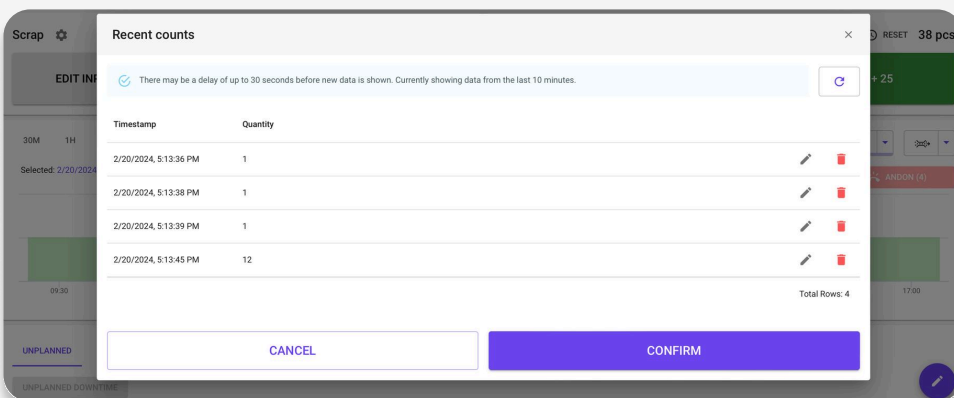 Scrap
RESET 38 pcs
EDIT INF
+ 25
30M 1H
Selected: 2/20/2024
ANDON (4)
09:30
17:00
UNPLANNED
UNPLANNED DOWNTIME
Recent counts
There may be a delay of up to 30 seconds before new data is shown. Currently showing data from the last 10 minutes.
Timestamp Quantity
2/20/2024, 5:13:36 PM 1
2/20/2024, 5:13:38 PM 1
2/20/2024, 5:13:39 PM 1
2/20/2024, 5:13:45 PM 12
Total Rows: 4
CANCEL CONFIRM